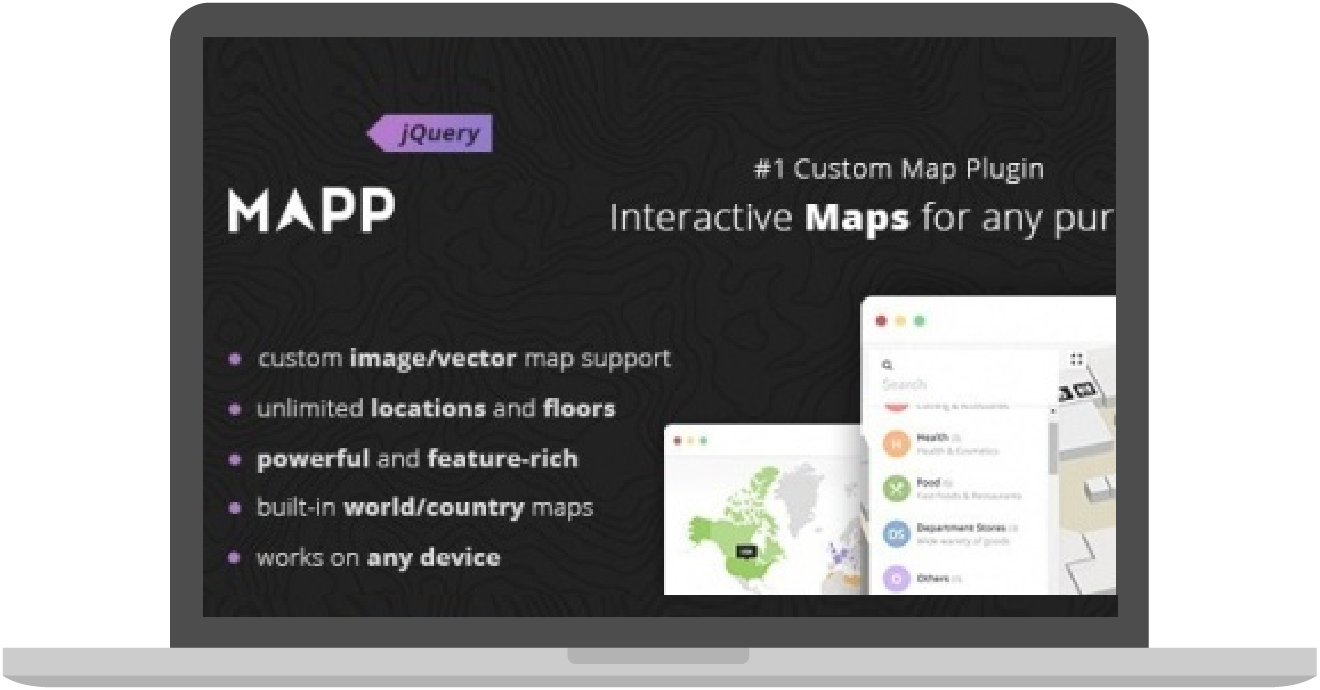 jQuery
MAPP
#1 Custom Map Plugin
Interactive Maps for any pur
custom image/vector map support
unlimited locations and floors
powerful and feature-rich
built-in world/country maps
works on any device
Search
Health
Health & Cosmetics
Food
Fast Foods & Restaurants
DS
Department Stores
Wide variety of goods
Others